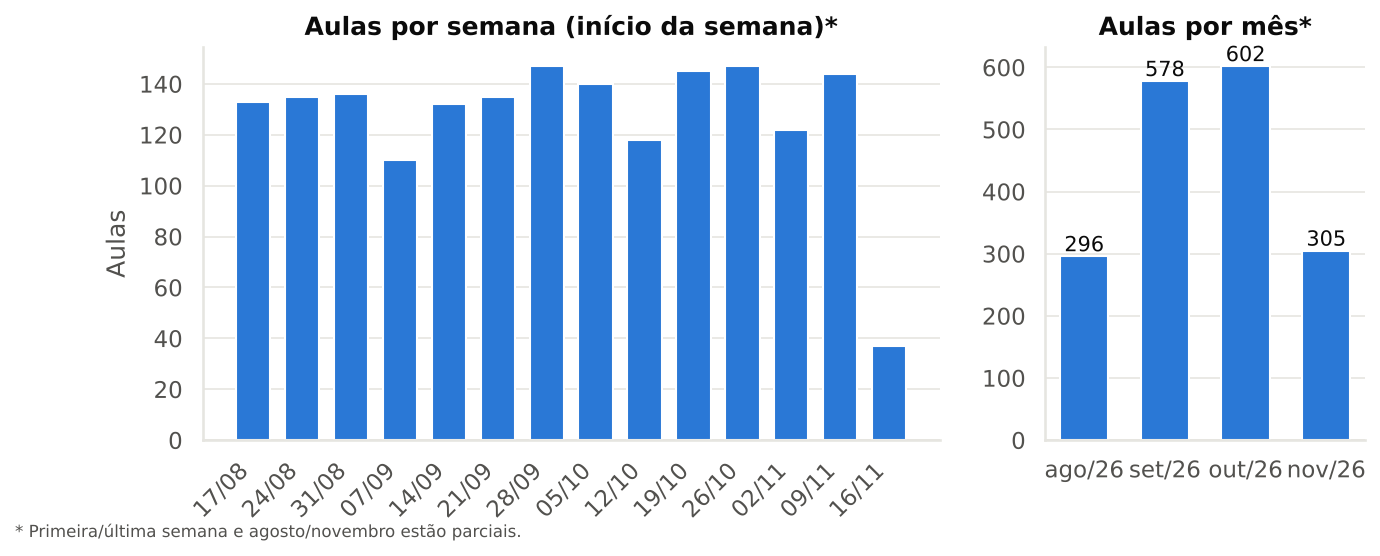 Aulas por semana (início da semana)*
Aulas
140
120
100
80
60
40
20
0
17/08 24/08 31/08 07/09 14/09 21/09 28/09 05/10 12/10 19/10 26/10 02/11 09/11 16/11
Aulas por mês*
600
500
400
300
200
100
0
296 578 602 305
ago/26 set/26 out/26 nov/26
* Primeira/última semana e agosto/novembro estão parciais.